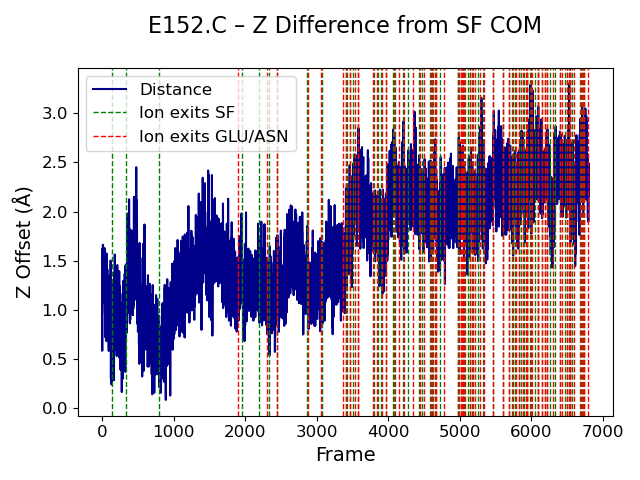 E152.C – Z Difference from SF COM
Distance
Ion exits SF
Ion exits GLU/ASN
Z Offset (Å)
3.0
2.5
2.0
1.5
1.0
0.5
0.0
0 1000 2000 3000 4000 5000 6000 7000
Frame